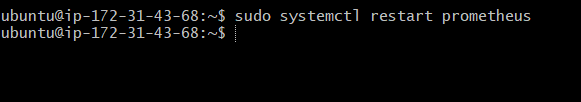 ubuntu@ip-172-31-43-68:~$ sudo systemctl restart prometheus
ubuntu@ip-172-31-43-68:~$